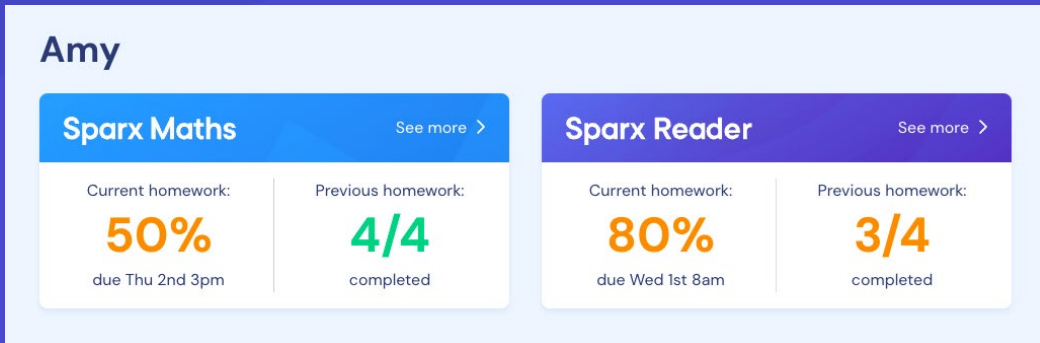 Amy
Sparx Maths
See more
Current homework:
50%
due Thu 2nd 3pm
Previous homework:
4/4
completed
Sparx Reader
See more
Current homework:
80%
due Wed 1st 8am
Previous homework:
3/4
completed